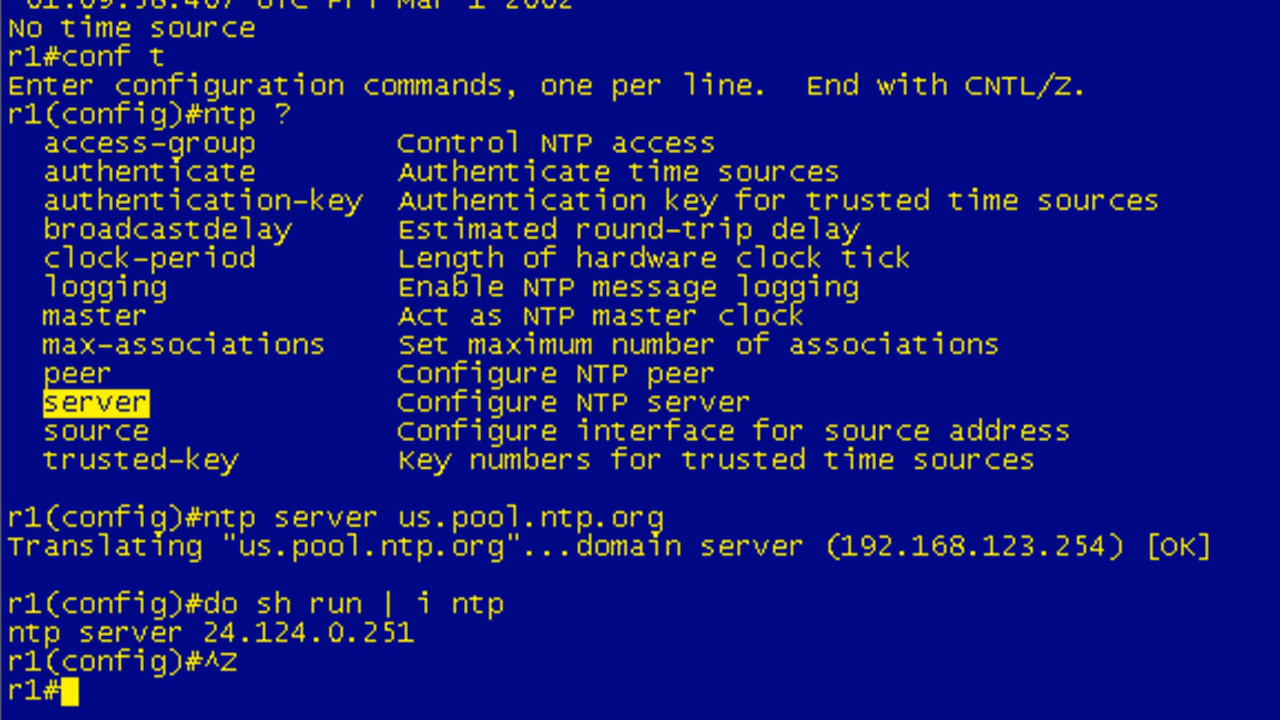 No time source
r1#conf t
Enter configuration commands, one per line.  End with CNTL/Z.
r1(config)#ntp ?
  access-group        Control NTP access
  authenticate        Authenticate time sources
  authentication-key  Authentication key for trusted time sources
  broadcastdelay      Estimated round-trip delay
  clock-period        Length of hardware clock tick
  logging             Enable NTP message logging
  master              Act as NTP master clock
  max-associations    Set maximum number of associations
  peer                Configure NTP peer
  server              Configure NTP server
  source              Configure interface for source address
  trusted-key         Key numbers for trusted time sources
r1(config)#ntp server us.pool.ntp.org
Translating "us.pool.ntp.org"...domain server (192.168.123.254) [OK]
r1(config)#do sh run | i ntp
ntp server 24.124.0.251
r1(config)#^Z
r1#